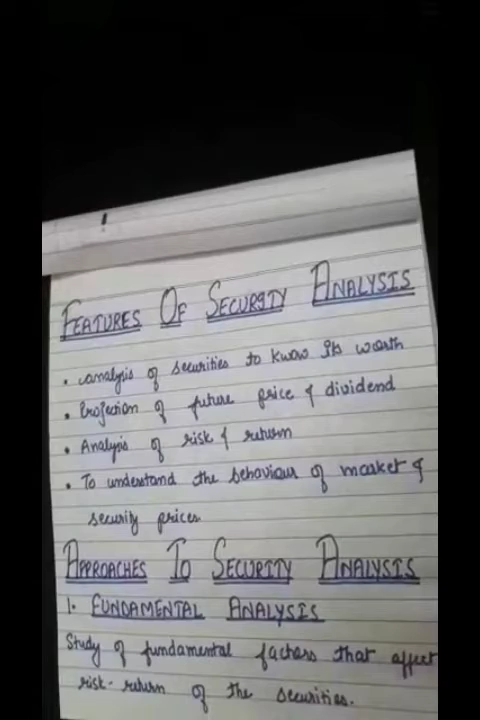 FEATURES OF SECURITY ANALYSIS
• analysis of securities to know its worth
• Projection of future price & dividend
• Analysis of risk & return
• To understand the behaviour of market &
security prices
APPROACHES TO SECURITY ANALYSIS
1. FUNDAMENTAL ANALYSIS
Study of fundamental factors that affect
risk-return of the securities.